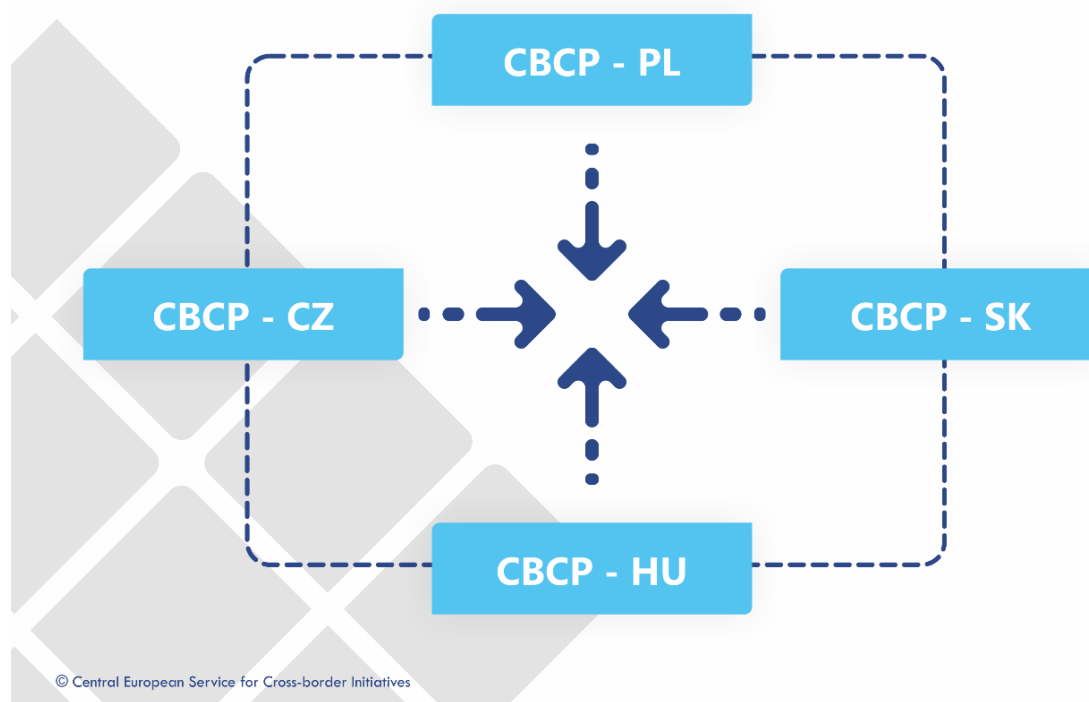 CBCP - PL
CBCP - CZ
CBCP - SK
CBCP - HU
© Central European Service for Cross-border Initiatives